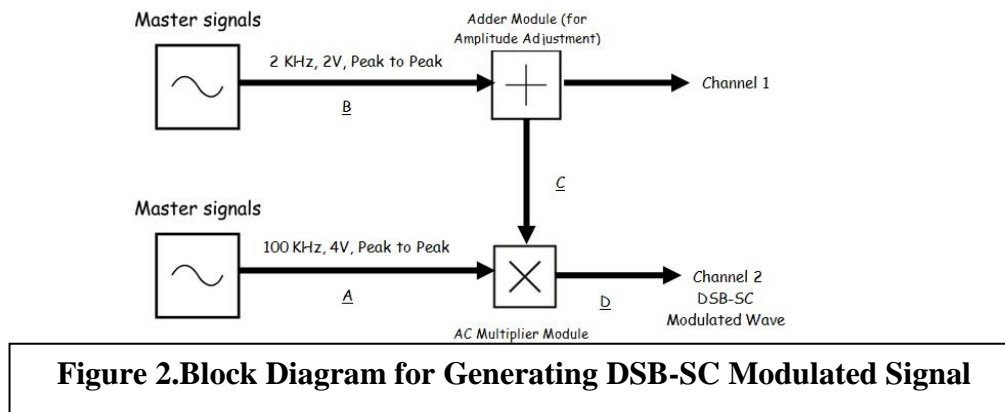 Master signals
Adder Module (for
Amplitude Adjustment)
2 KHz, 2V, Peak to Peak
B
Channel 1
C
Master signals
100 KHz, 4V, Peak to Peak
A
Channel 2
D
DSB-SC
Modulated Wave
AC Multiplier Module
Figure 2.Block Diagram for Generating DSB-SC Modulated Signal